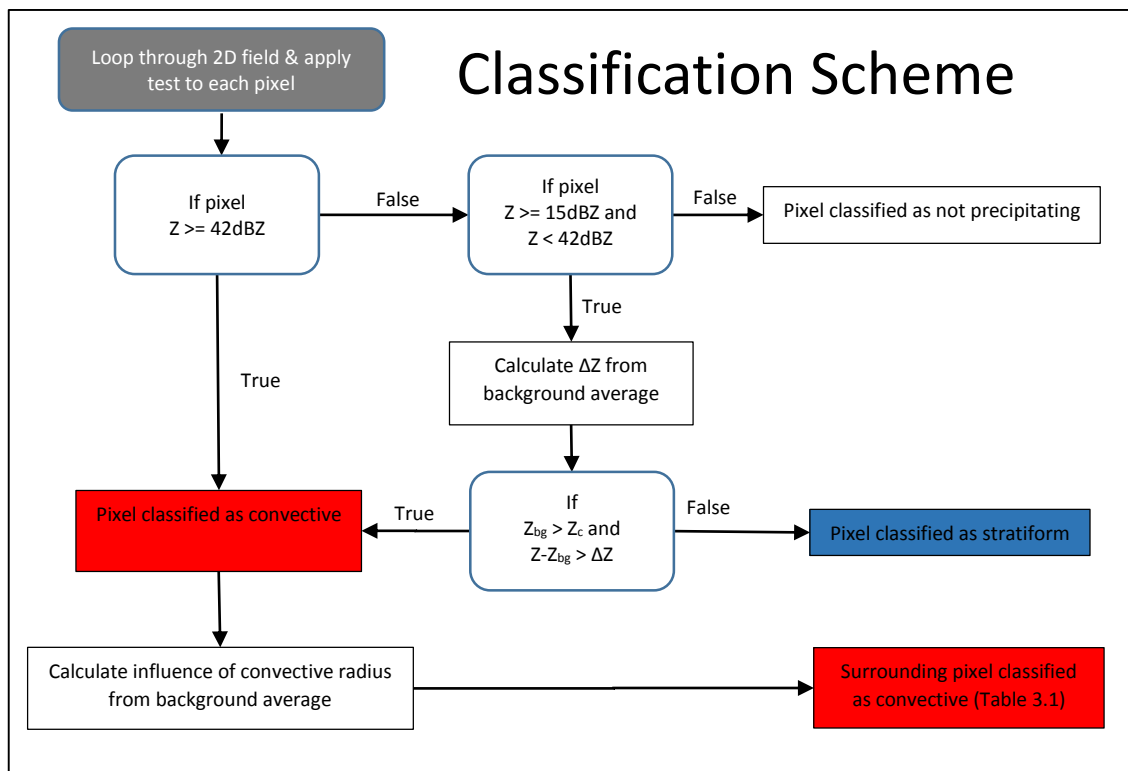 Classification Scheme
Loop through 2D field & apply
test to each pixel
If pixel
Z >= 42dBZ
False
If pixel
Z >= 15dBZ and
Z < 42dBZ
False
Pixel classified as not precipitating
True
Calculate ΔZ from
background average
True
If
Zbg > Zc and
Z-Zbg > ΔZ
True
False
Pixel classified as convective
Pixel classified as stratiform
Calculate influence of convective radius
from background average
Surrounding pixel classified
as convective (Table 3.1)